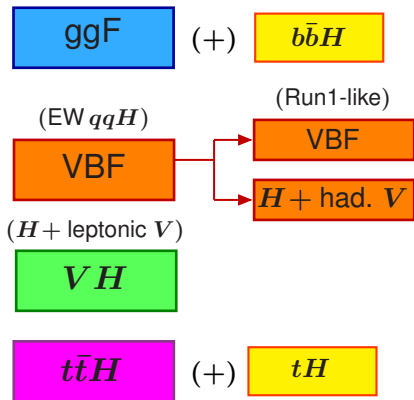 ggF (+) bb̄H
(EW qqH) (Run1-like)
VBF VBF
H + had. V
(H + leptonic V)
VH
tt̄H (+) tH